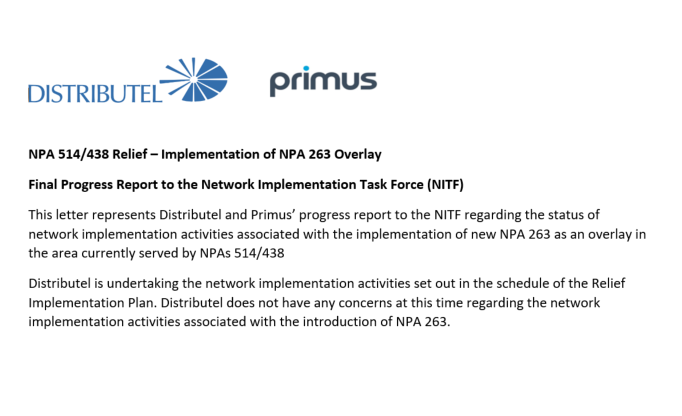 DISTRIBUTEL
primus
NPA 514/438 Relief – Implementation of NPA 263 Overlay
Final Progress Report to the Network Implementation Task Force (NITF)
This letter represents Distributel and Primus’ progress report to the NITF regarding the status of
network implementation activities associated with the implementation of new NPA 263 as an overlay in
the area currently served by NPAs 514/438
Distributel is undertaking the network implementation activities set out in the schedule of the Relief
Implementation Plan. Distributel does not have any concerns at this time regarding the network
implementation activities associated with the introduction of NPA 263.